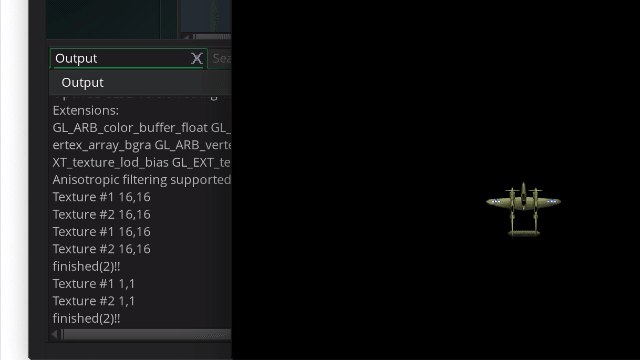 Output
Sea
Output
Extensions:
GL_ARB_color_buffer_float GL_
ertex_array_bgra GL_ARB_verte
XT_texture_lod_bias GL_EXT_te
Anisotropic filtering supported
Texture #1 16,16
Texture #2 16,16
Texture #1 16,16
Texture #2 16,16
finished(2)!!
Texture #1 1,1
Texture #2 1,1
finished(2)!!